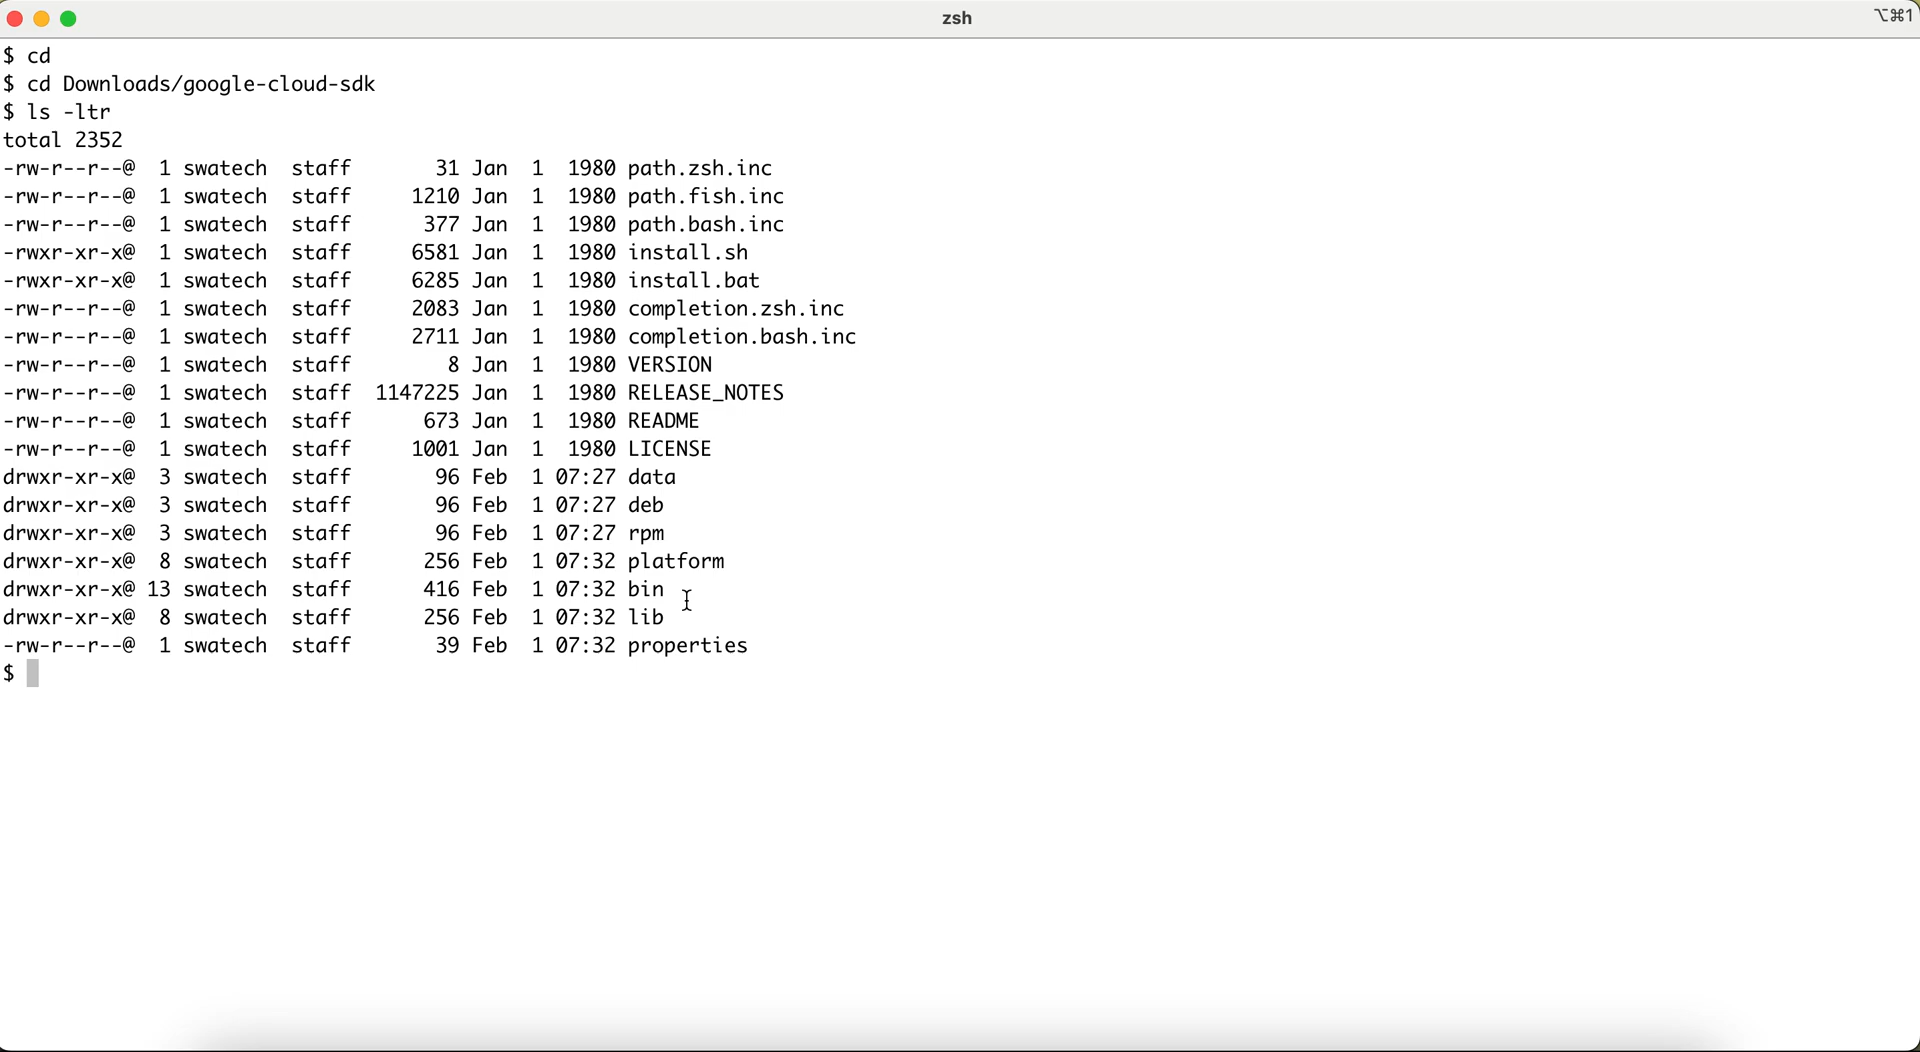 zsh
⌥⌘1
$ cd
$ cd Downloads/google-cloud-sdk
$ ls -ltr
total 2352
-rw-r--r--@  1 swatech  staff       31 Jan  1  1980 path.zsh.inc
-rw-r--r--@  1 swatech  staff     1210 Jan  1  1980 path.fish.inc
-rw-r--r--@  1 swatech  staff      377 Jan  1  1980 path.bash.inc
-rwxr-xr-x@  1 swatech  staff     6581 Jan  1  1980 install.sh
-rwxr-xr-x@  1 swatech  staff     6285 Jan  1  1980 install.bat
-rw-r--r--@  1 swatech  staff     2083 Jan  1  1980 completion.zsh.inc
-rw-r--r--@  1 swatech  staff     2711 Jan  1  1980 completion.bash.inc
-rw-r--r--@  1 swatech  staff        8 Jan  1  1980 VERSION
-rw-r--r--@  1 swatech  staff  1147225 Jan  1  1980 RELEASE_NOTES
-rw-r--r--@  1 swatech  staff      673 Jan  1  1980 README
-rw-r--r--@  1 swatech  staff     1001 Jan  1  1980 LICENSE
drwxr-xr-x@  3 swatech  staff       96 Feb  1 07:27 data
drwxr-xr-x@  3 swatech  staff       96 Feb  1 07:27 deb
drwxr-xr-x@  3 swatech  staff       96 Feb  1 07:27 rpm
drwxr-xr-x@  8 swatech  staff      256 Feb  1 07:32 platform
drwxr-xr-x@ 13 swatech  staff      416 Feb  1 07:32 bin
drwxr-xr-x@  8 swatech  staff      256 Feb  1 07:32 lib
-rw-r--r--@  1 swatech  staff       39 Feb  1 07:32 properties
$